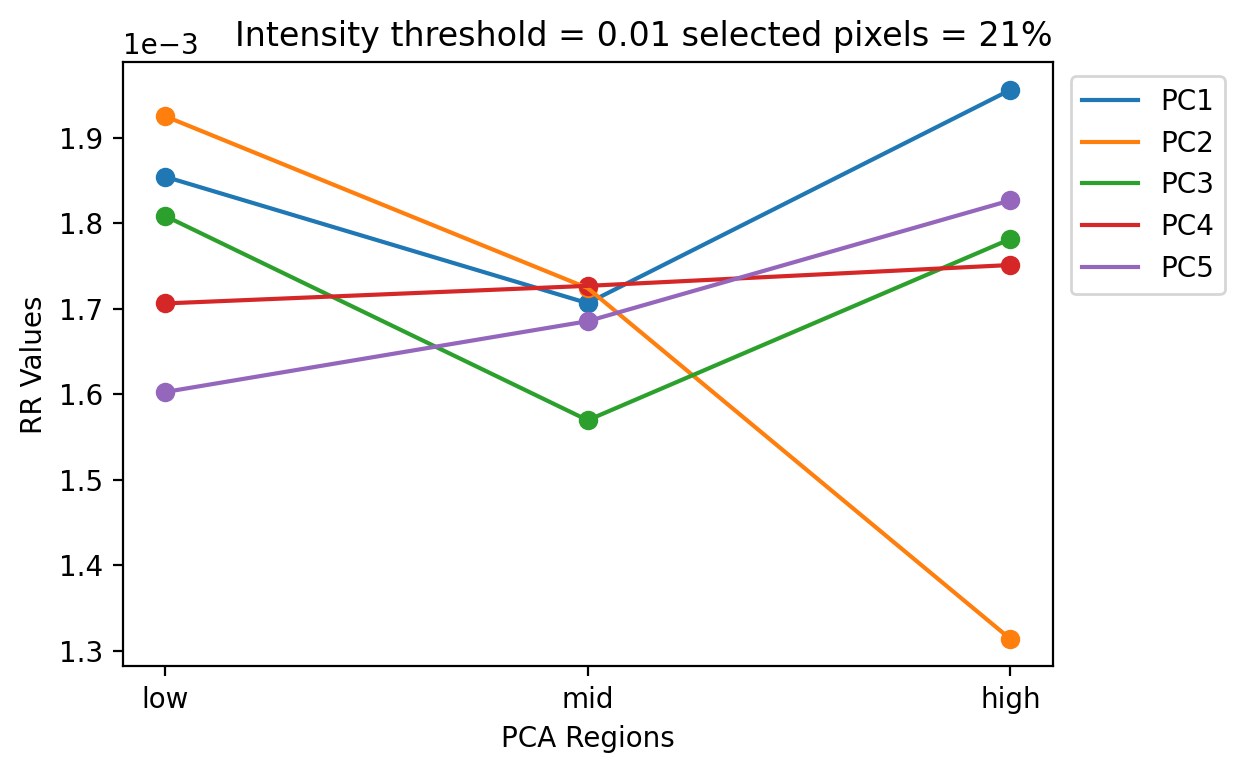 1e−3
Intensity threshold = 0.01 selected pixels = 21%
1.9
1.8
1.7
1.6
1.5
1.4
1.3
RR Values
low
mid
high
PCA Regions
PC1
PC2
PC3
PC4
PC5